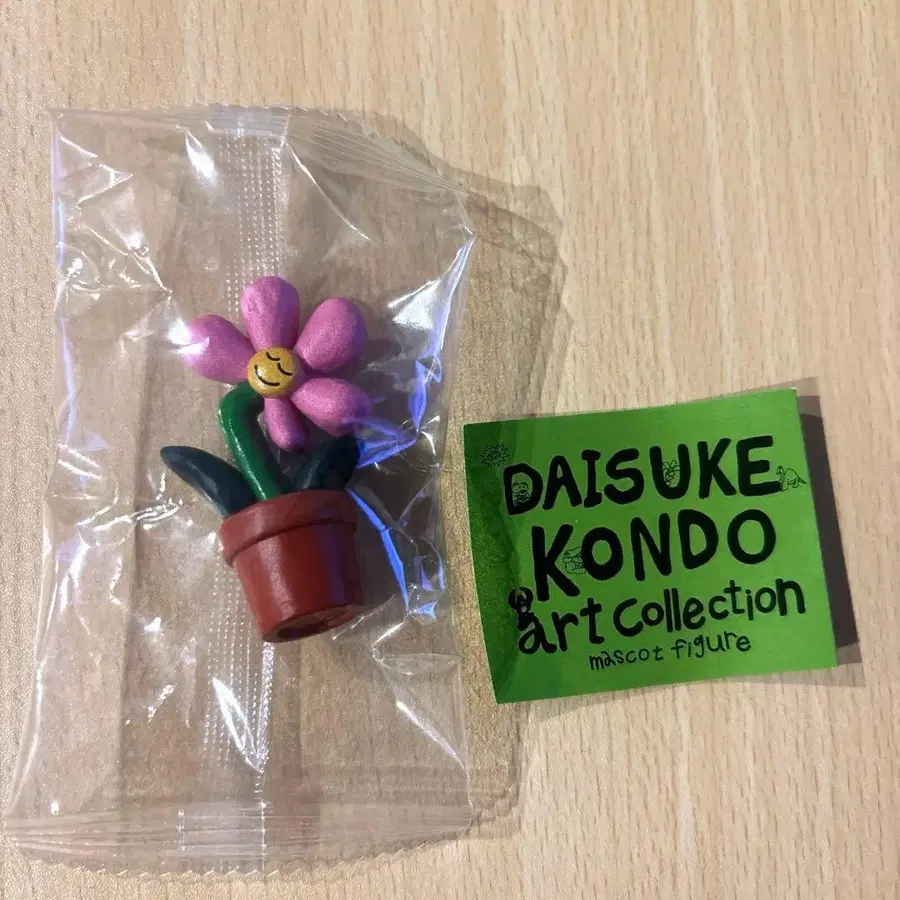 DAISUKE
KONDO
art collection
mascot figure